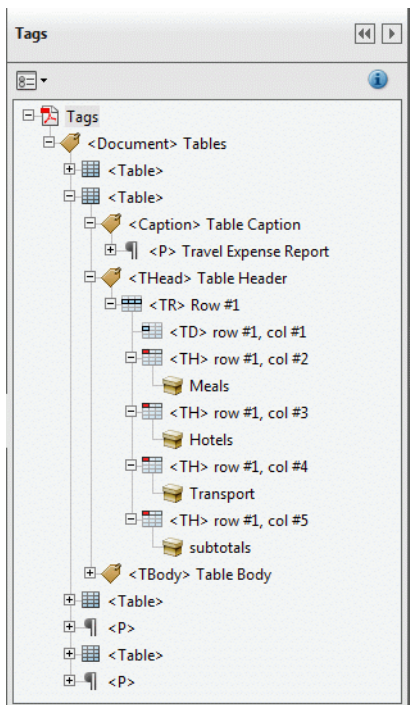 Tags
Tags
<Document> Tables
<Table>
<Table>
<Caption> Table Caption
<P> Travel Expense Report
<THead> Table Header
<TR> Row #1
<TD> row #1, col #1
<TH> row #1, col #2
Meals
<TH> row #1, col #3
Hotels
<TH> row #1, col #4
Transport
<TH> row #1, col #5
subtotals
<TBody> Table Body
<Table>
<P>
<Table>
<P>